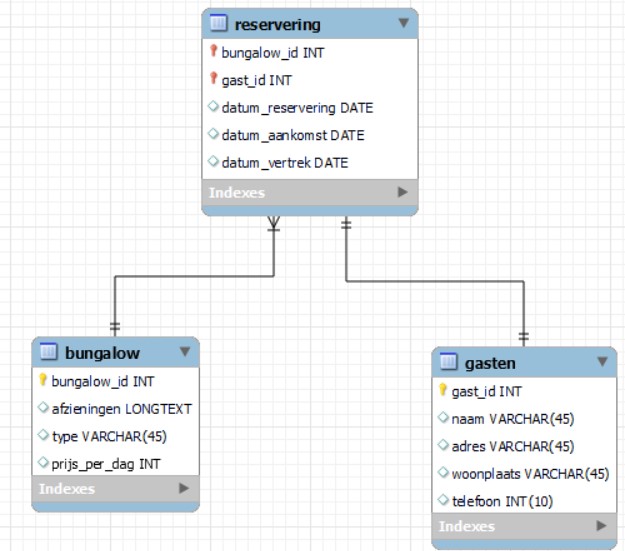 reservering
bungalow_id INT
gast_id INT
datum_reservering DATE
datum_aankomst DATE
datum_vertrek DATE
Indexes
bungalow
bungalow_id INT
afzieningen LONGTEXT
type VARCHAR(45)
prijs_per_dag INT
Indexes
gasten
gast_id INT
naam VARCHAR(45)
adres VARCHAR(45)
woonplaats VARCHAR(45)
telefoon INT(10)
Indexes